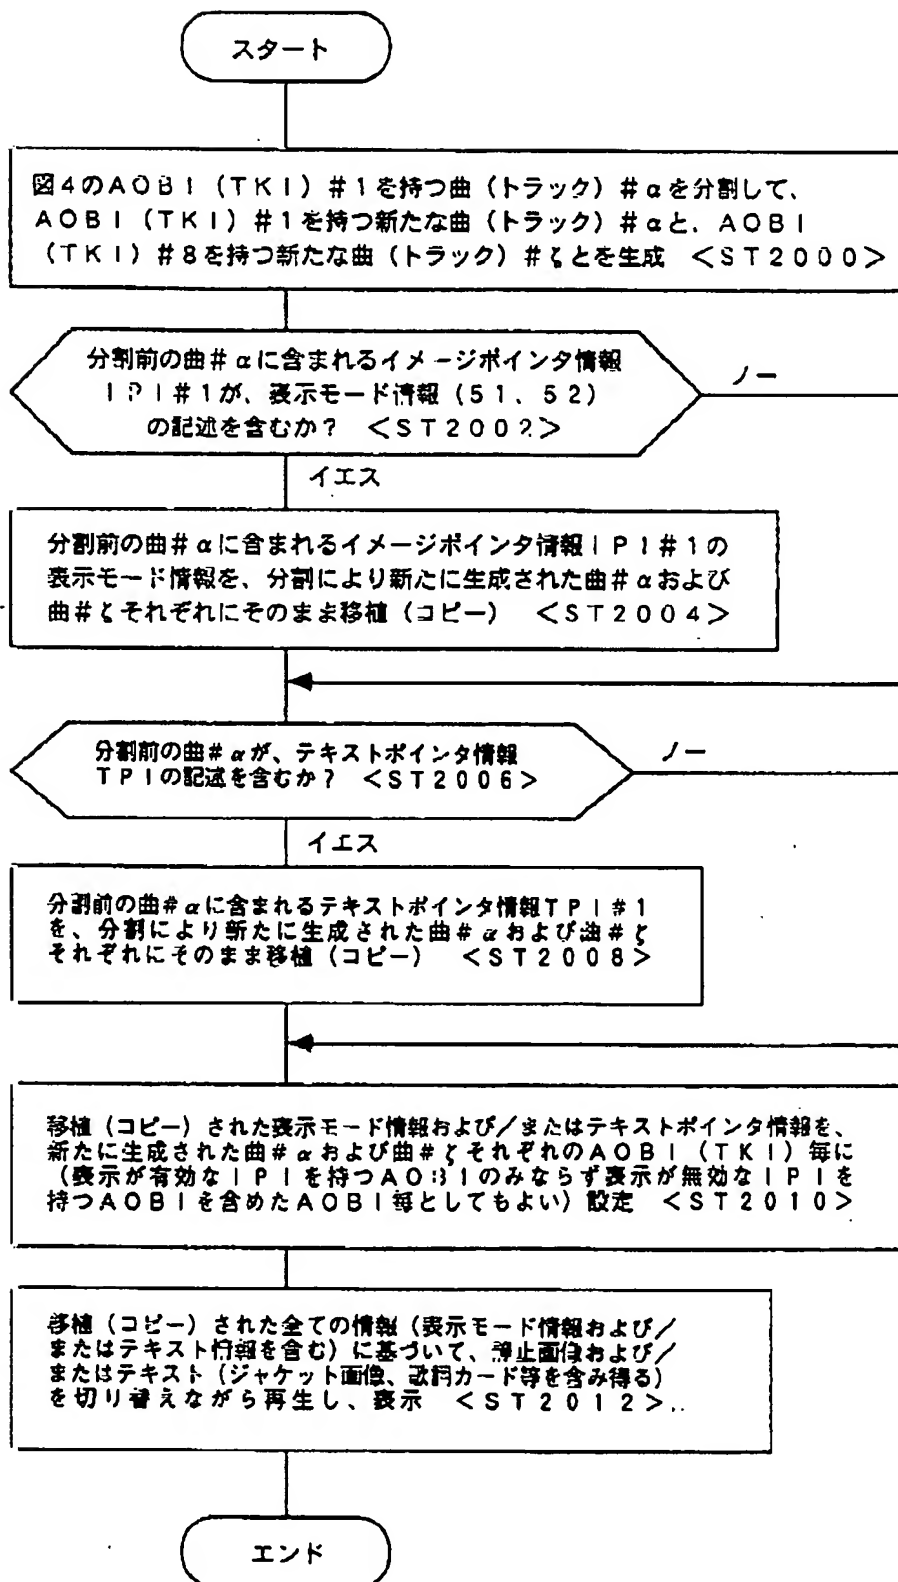 スタート
図4のAOBI(TKI)#1を持つ曲(トラック)#αを分割して、
AOBI(TKI)#1を持つ新たな曲(トラック)#αと、AOBI
(TKI)#8を持つ新たな曲(トラック)#ζとを生成 <ST2000>
分割前の曲#αに含まれるイメージポインタ情報
IPI#1が、表示モード情報(51、52)
の記述を含むか? <ST2002>
ノー
イエス
分割前の曲#αに含まれるイメージポインタ情報IPI#1の
表示モード情報を、分割により新たに生成された曲#αおよび
曲#ζそれぞれにそのまま移植(コピー) <ST2004>
分割前の曲#αが、テキストポインタ情報
TPIの記述を含むか? <ST2006>
ノー
イエス
分割前の曲#αに含まれるテキストポインタ情報TPI#1
を、分割により新たに生成された曲#αおよび曲#ζ
それぞれにそのまま移植(コピー) <ST2008>
移植(コピー)された表示モード情報および/またはテキストポインタ情報を、
新たに生成された曲#αおよび曲#ζそれぞれのAOBI(TKI)毎に
(表示が有効なIPIを持つAOBIのみならず表示が無効なIPIを
持つAOBIを含めたAOBI毎としてもよい)設定 <ST2010>
移植(コピー)された全ての情報(表示モード情報および/
またはテキスト情報を含む)に基づいて、静止画像および/
またはテキスト(ジャケット画像、歌詞カード等を含み得る)
を切り替えながら再生し、表示 <ST2012>
エンド